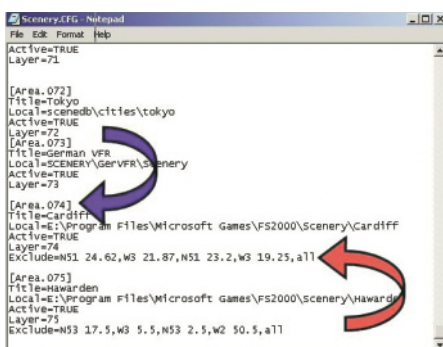 Scenery.CFG - Notepad
File Edit Format Help
Active=TRUE
Layer=71
[Area.072]
Title=Tokyo
Local=scenedb\cities\tokyo
Active=TRUE
Layer=72
[Area.073]
Title=German VFR
Local=SCENERY\GerVFR\Scenery
Active=TRUE
Layer=73
[Area.074]
Title=Cardiff
Local=E:\Program Files\Microsoft Games\FS2000\Scenery\Cardiff
Active=TRUE
Layer=74
Exclude=N51 24.62,W3 21.87,N51 23.2,W3 19.25,all
[Area.075]
Title=Hawarden
Local=E:\Program Files\Microsoft Games\FS2000\Scenery\Hawarden
Active=TRUE
Layer=75
Exclude=N53 17.5,W3 5.5,N53 2.5,W2 50.5,all